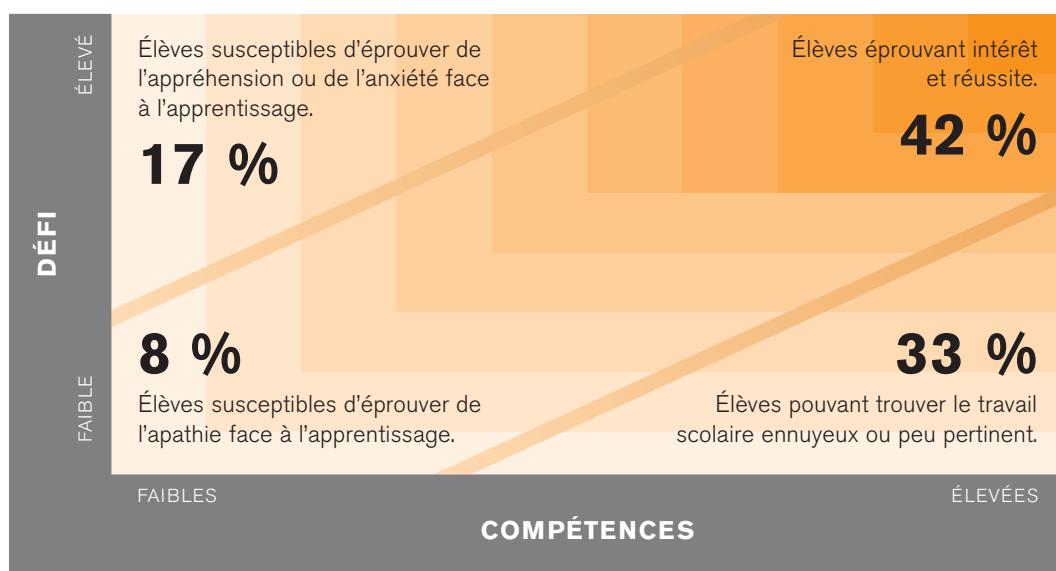 ÉLEVÉ
Élèves susceptibles d’éprouver de
l’appréhension ou de l’anxiété face
à l’apprentissage.
17 %
Élèves éprouvant intérêt
et réussite.
42 %
DÉFI
8 %
Élèves susceptibles d’éprouver de
l’apathie face à l’apprentissage.
33 %
Élèves pouvant trouver le travail
scolaire ennuyeux ou peu pertinent.
FAIBLE
FAIBLES
ÉLEVÉES
COMPÉTENCES